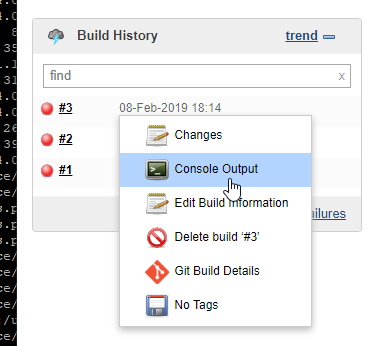 Build History trend
find x
#3 08-Feb-2019 18:14
#2
#1
Changes
Console Output
Edit Build Information
Delete build ‘#3’
Git Build Details
No Tags
ailures